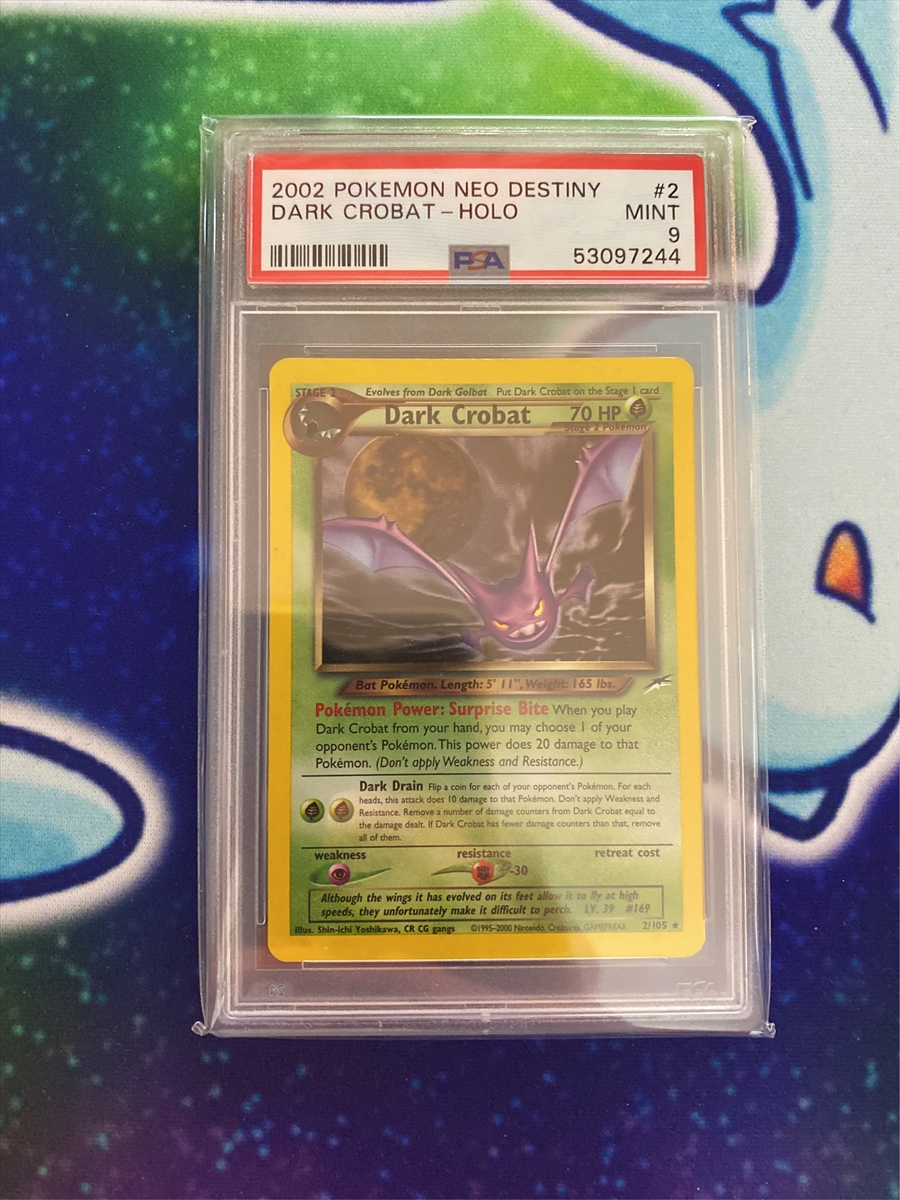 2002 POKEMON NEO DESTINY #2
DARK CROBAT - HOLO MINT
9
PSA 53097244
STAGE 2 Evolves from Dark Golbat Put Dark Crobat on the Stage 1 card
Dark Crobat 70 HP
Stage 2 Pokémon
Bat Pokémon. Length: 5' 11", Weight: 165 lbs.
Pokémon Power: Surprise Bite When you play
Dark Crobat from your hand, you may choose 1 of your
opponent's Pokémon. This power does 20 damage to that
Pokémon. (Don't apply Weakness and Resistance.)
Dark Drain Flip a coin for each of your opponent's Pokémon. For each
heads, this attack does 10 damage to that Pokémon. Don't apply Weakness and
Resistance. Remove a number of damage counters from Dark Crobat equal to
the damage dealt. If Dark Crobat has fewer damage counters than that, remove
all of them.
weakness resistance retreat cost
-30
Although the wings it has evolved on its feet allow it to fly at high
speeds, they unfortunately make it difficult to perch. LV. 39 #169
Illus. Shin-ichi Yoshikawa, CR CG gangs ©1995-2000 Nintendo, Creatures, GAMEFREAK 2/105 ★